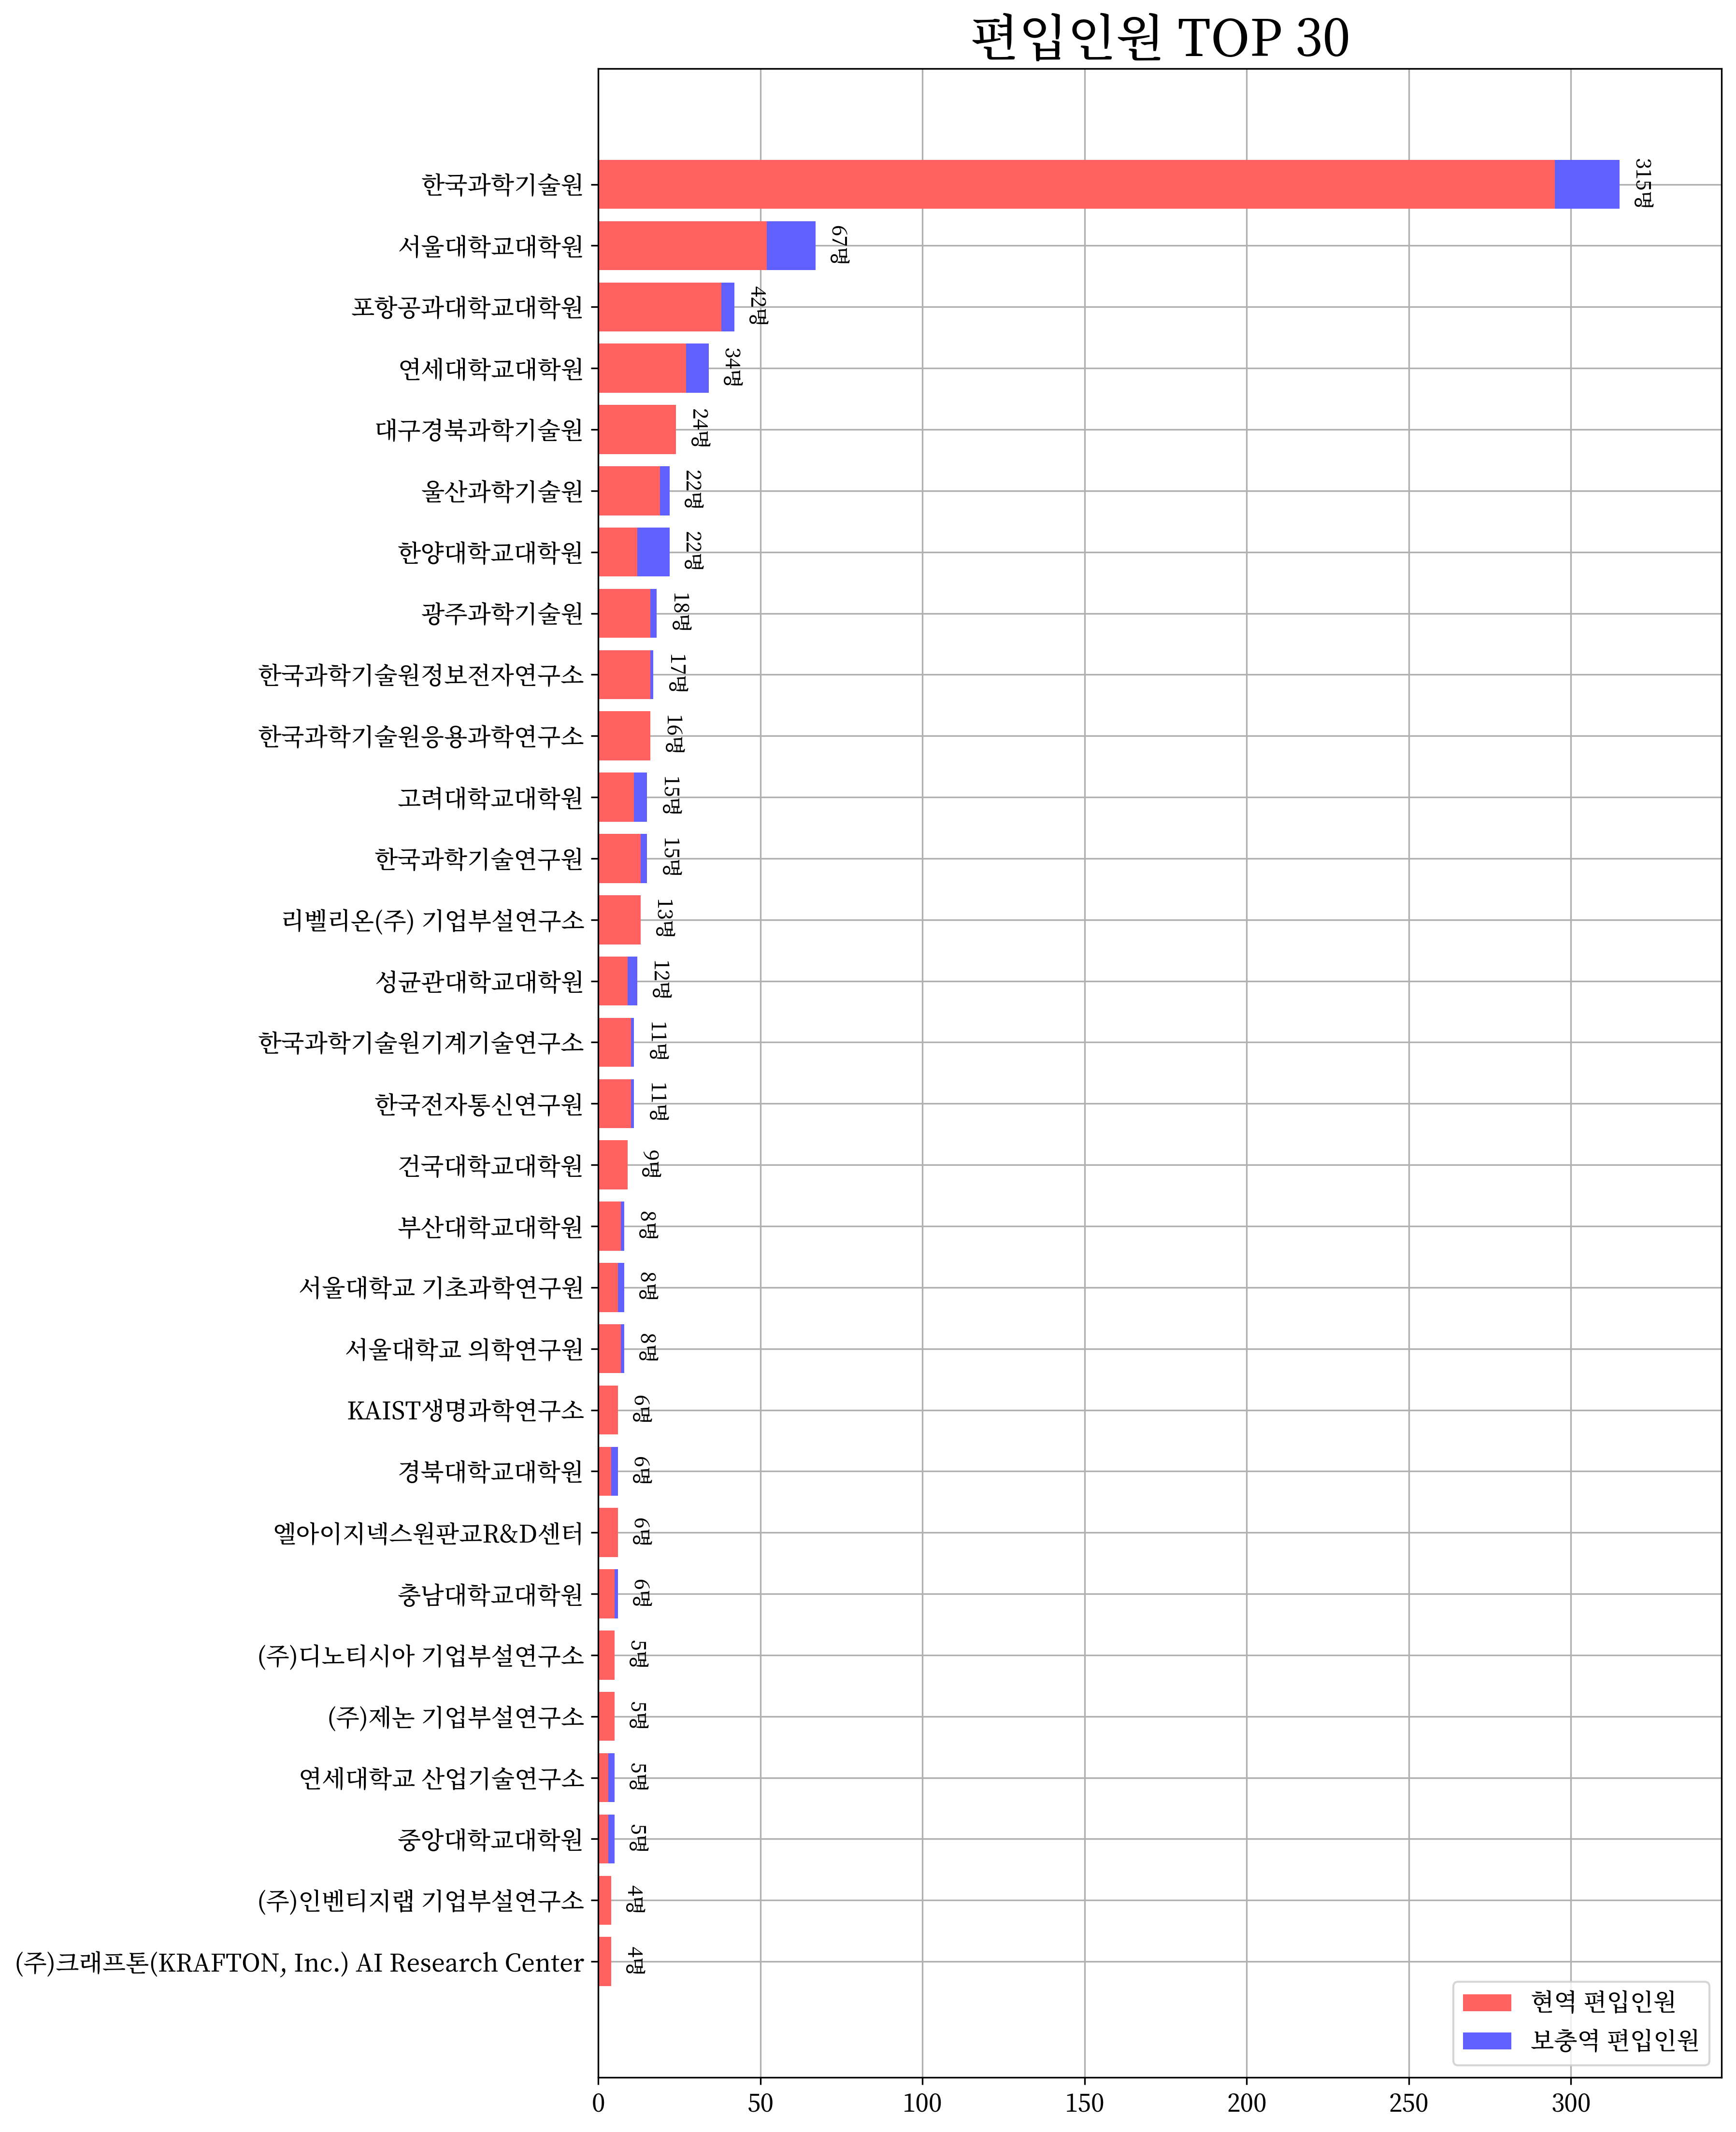 편입인원 TOP 30
한국과학기술원 315명
서울대학교대학원 67명
포항공과대학교대학원 42명
연세대학교대학원 34명
대구경북과학기술원 24명
울산과학기술원 22명
한양대학교대학원 22명
광주과학기술원 18명
한국과학기술원정보전자연구소 17명
한국과학기술원응용과학연구소 16명
고려대학교대학원 15명
한국과학기술연구원 15명
리벨리온(주) 기업부설연구소 13명
성균관대학교대학원 12명
한국과학기술원기계기술연구소 11명
한국전자통신연구원 11명
건국대학교대학원 9명
부산대학교대학원 8명
서울대학교 기초과학연구원 8명
서울대학교 의학연구원 8명
KAIST생명과학연구소 6명
경북대학교대학원 6명
엘아이지넥스원판교R&D센터 6명
충남대학교대학원 6명
(주)디노티시아 기업부설연구소 5명
(주)제논 기업부설연구소 5명
연세대학교 산업기술연구소 5명
중앙대학교대학원 5명
(주)인벤티지랩 기업부설연구소 4명
(주)크래프톤(KRAFTON, Inc.) AI Research Center 4명
현역 편입인원
보충역 편입인원
0 50 100 150 200 250 300